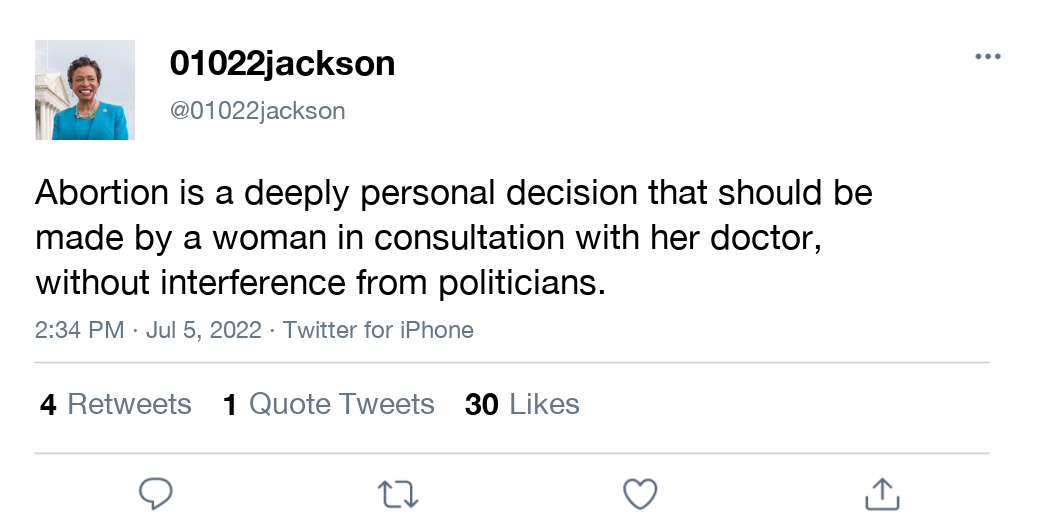 01022jackson
@01022jackson
Abortion is a deeply personal decision that should be
made by a woman in consultation with her doctor,
without interference from politicians.
2:34 PM · Jul 5, 2022 · Twitter for iPhone
4 Retweets 1 Quote Tweets 30 Likes